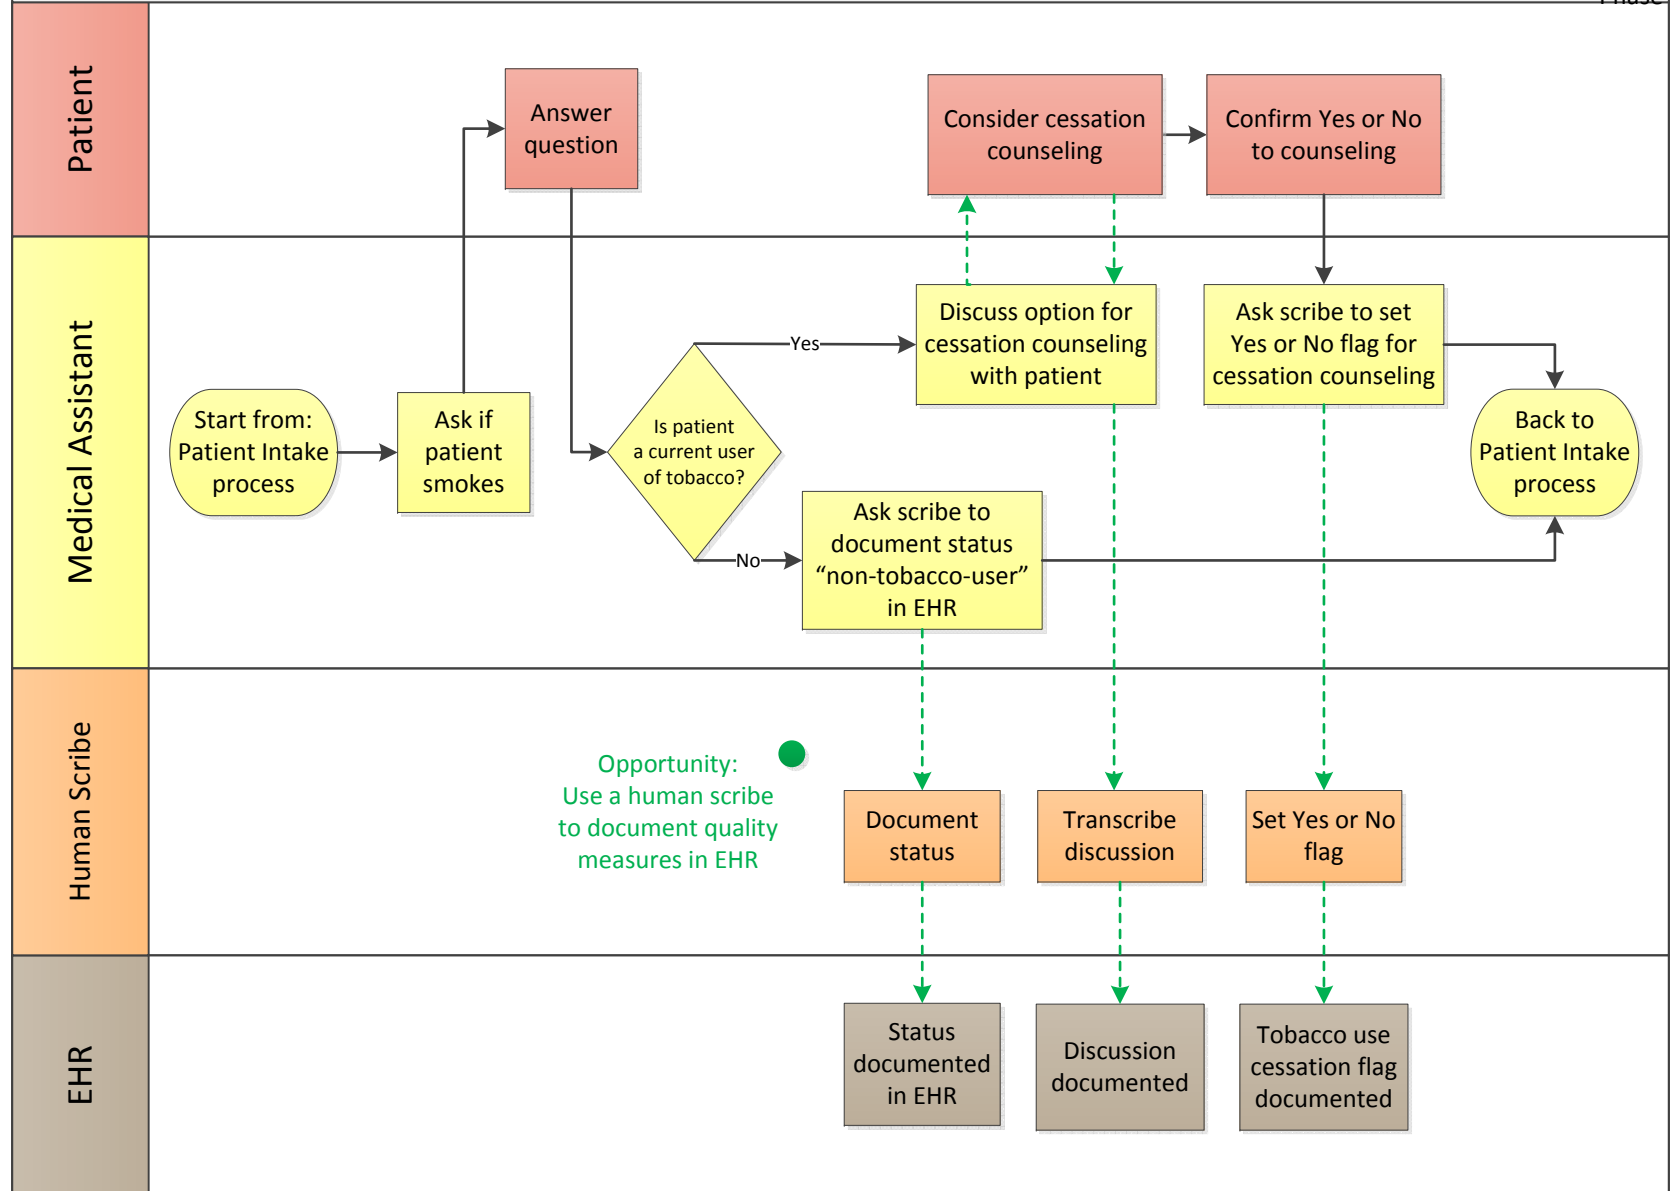 Phase
Patient
Answer
question
Consider cessation
counseling
Confirm Yes or No
to counseling
Medical Assistant
Start from:
Patient Intake
process
Ask if
patient
smokes
Is patient
a current user
of tobacco?
Yes
No
Discuss option for
cessation counseling
with patient
Ask scribe to set
Yes or No flag for
cessation counseling
Ask scribe to
document status
“non-tobacco-user”
in EHR
Back to
Patient Intake
process
Human Scribe
Opportunity:
Use a human scribe
to document quality
measures in EHR
Document
status
Transcribe
discussion
Set Yes or No
flag
EHR
Status
documented
in EHR
Discussion
documented
Tobacco use
cessation flag
documented